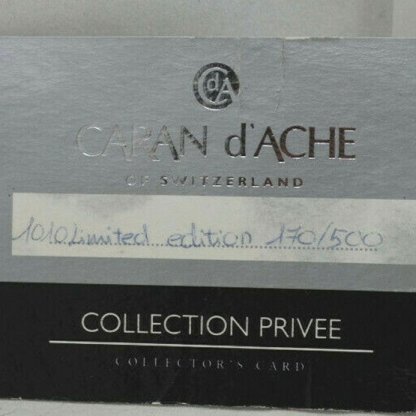 CdA
CARAN d'ACHE
OF SWITZERLAND
1010 Limited edition 170/500
COLLECTION PRIVEE
COLLECTOR'S CARD